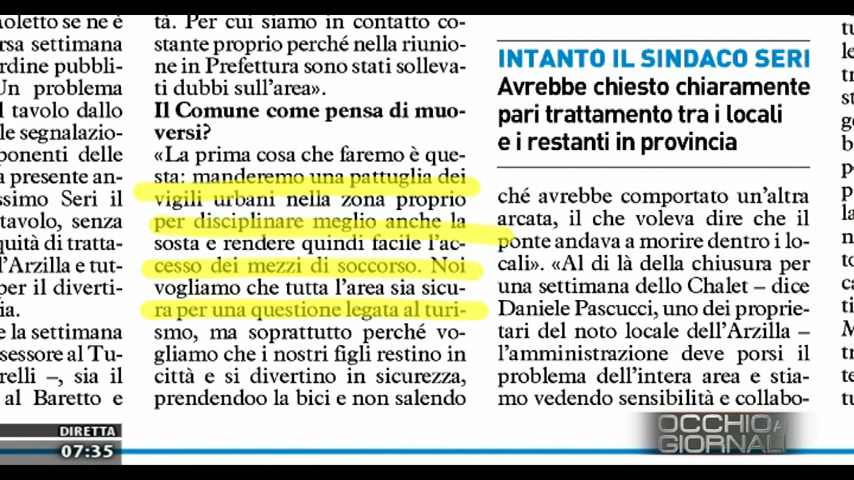 noletto se ne è
rsa settimana
rdine pubbli-
Un problema
l tavolo dallo
le segnalazio-
ponenti delle
a presente an-
ssimo Seri il
tavolo, senza
quità di tratta-
l'Arzilla e tut-
per il diverti-
ia.
e la settimana
sessore al Tu-
relli –, sia il
al Baretto e
tà. Per cui siamo in contatto co-
stante proprio perché nella riunio-
ne in Prefettura sono stati solleva-
ti dubbi sull'area».
Il Comune come pensa di muo-
versi?
«La prima cosa che faremo è que-
sta: manderemo una pattuglia dei
vigili urbani nella zona proprio
per disciplinare meglio anche la
sosta e rendere quindi facile l'ac-
cesso dei mezzi di soccorso. Noi
vogliamo che tutta l'area sia sicu-
ra per una questione legata al turi-
smo, ma soprattutto perché vo-
gliamo che i nostri figli restino in
città e si divertino in sicurezza,
prendendoo la bici e non salendo
INTANTO IL SINDACO SERI
Avrebbe chiesto chiaramente
pari trattamento tra i locali
e i restanti in provincia
ché avrebbe comportato un'altra
arcata, il che voleva dire che il
ponte andava a morire dentro i lo-
cali». «Al di là della chiusura per
una settimana dello Chalet – dice
Daniele Pascucci, uno dei proprie-
tari del noto locale dell'Arzilla –
l'amministrazione deve porsi il
problema dell'intera area e stia-
mo vedendo sensibilità e collabo-
DIRETTA
07:35
OCCHIO AI
GIORNALI